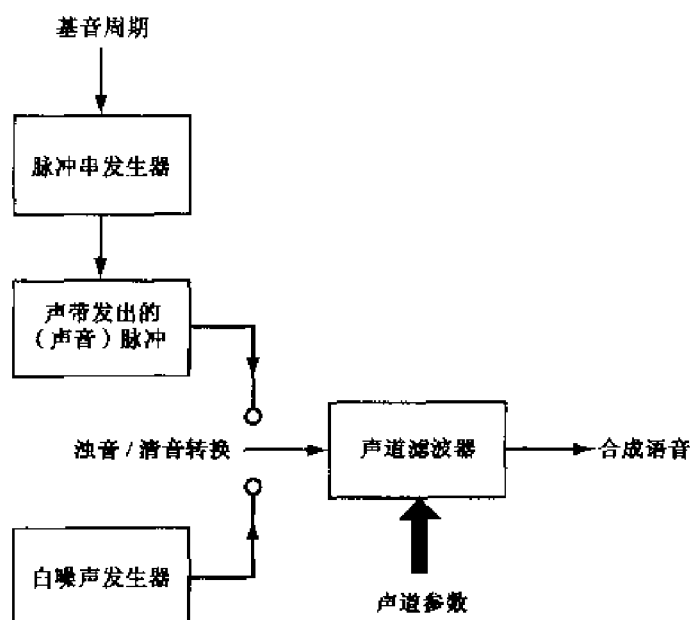 基音周期
脉冲串发生器
声带发出的
（声音）脉冲
浊音/清音转换
声道滤波器
合成语音
白噪声发生器
声道参数